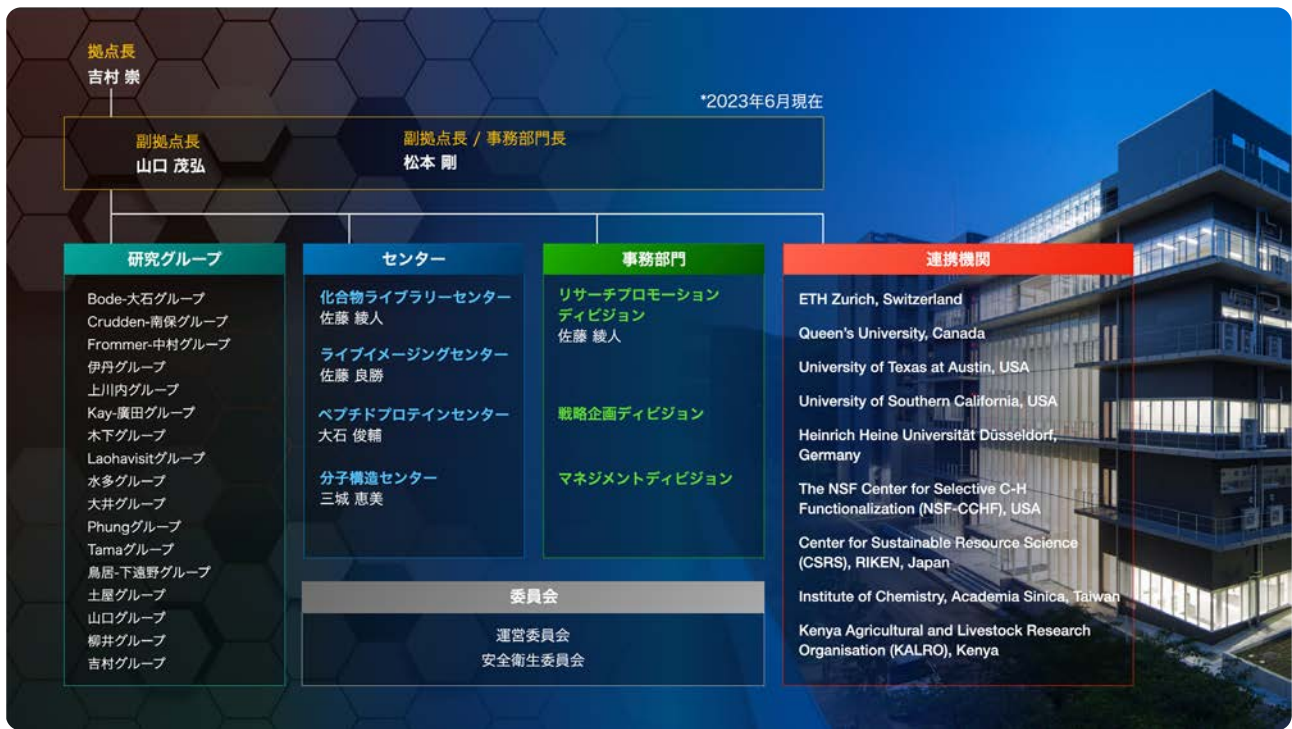 拠点長
吉村 崇
*2023年6月現在
副拠点長
山口 茂弘
副拠点長 / 事務部門長
松本 剛
研究グループ
Bode-大石グループ
Crudden-南保グループ
Frommer-中村グループ
伊丹グループ
上川内グループ
Kay-廣田グループ
木下グループ
Laohavisitグループ
水多グループ
大井グループ
Phungグループ
Tamaグループ
鳥居-下遠野グループ
土屋グループ
山口グループ
柳井グループ
吉村グループ
センター
化合物ライブラリーセンター
佐藤 綾人
ライブイメージングセンター
佐藤 良勝
ペプチドプロテインセンター
大石 俊輔
分子構造センター
三城 恵美
事務部門
リサーチプロモーション
ディビジョン
佐藤 綾人
戦略企画ディビジョン
マネジメントディビジョン
委員会
運営委員会
安全衛生委員会
連携機関
ETH Zurich, Switzerland
Queen's University, Canada
University of Texas at Austin, USA
University of Southern California, USA
Heinrich Heine Universität Düsseldorf,
Germany
The NSF Center for Selective C-H
Functionalization (NSF-CCHF), USA
Center for Sustainable Resource Science
(CSRS), RIKEN, Japan
Institute of Chemistry, Academia Sinica, Taiwan
Kenya Agricultural and Livestock Research
Organisation (KALRO), Kenya